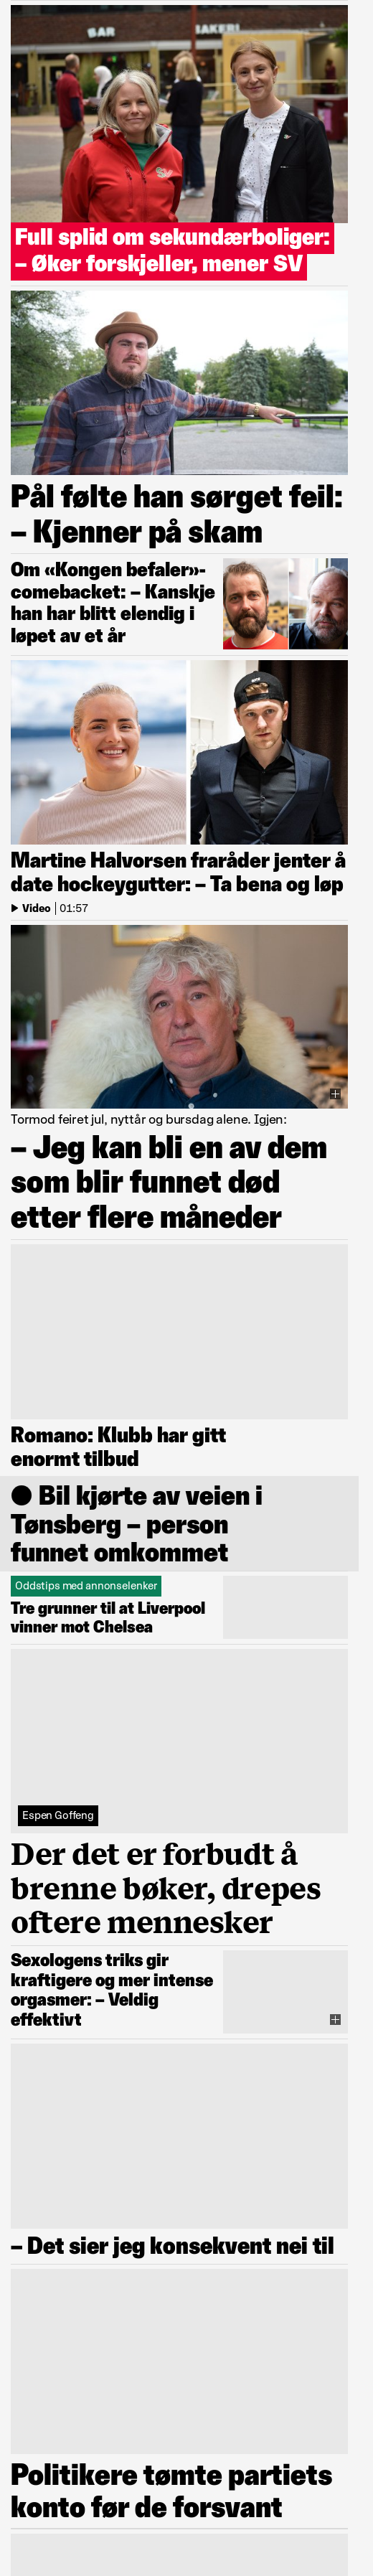 BAR
BAKERI
Full splid om sekundærboliger:
– Øker forskjeller, mener SV
Pål følte han sørget feil:
– Kjenner på skam
Om «Kongen befaler»-
comebacket: – Kanskje
han har blitt elendig i
løpet av et år
Martine Halvorsen fraråder jenter å
date hockeygutter: – Ta bena og løp
Video | 01:57
Tormod feiret jul, nyttår og bursdag alene. Igjen:
– Jeg kan bli en av dem
som blir funnet død
etter flere måneder
Romano: Klubb har gitt
enormt tilbud
● Bil kjørte av veien i
Tønsberg – person
funnet omkommet
Oddstips med annonselenker
Tre grunner til at Liverpool
vinner mot Chelsea
Espen Goffeng
Der det er forbudt å
brenne bøker, drepes
oftere mennesker
Sexologens triks gir
kraftigere og mer intense
orgasmer: – Veldig
effektivt
– Det sier jeg konsekvent nei til
Politikere tømte partiets
konto før de forsvant